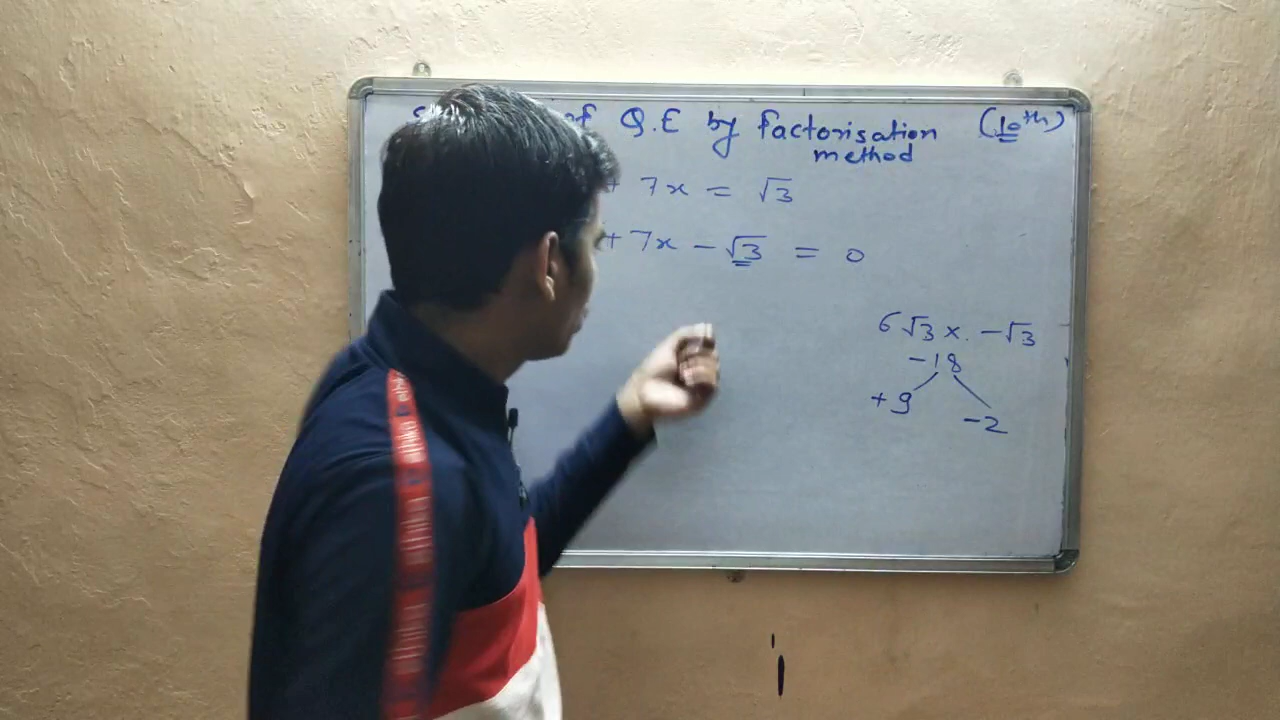 of Q.E by factorisation (10th)
method
+ 7x = √3
+ 7x - √3 = 0
6√3 x. -√3
-18
+9
-2